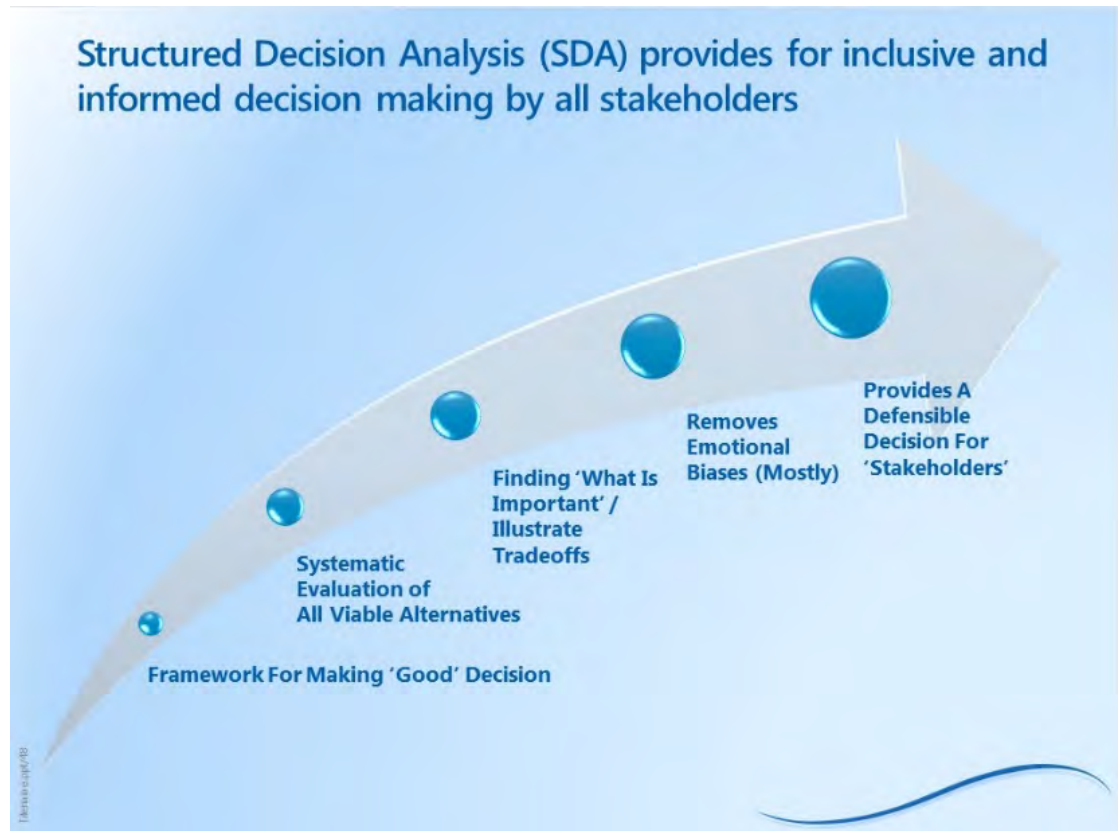 Structured Decision Analysis (SDA) provides for inclusive and
informed decision making by all stakeholders
Provides A
Defensible
Decision For
‘Stakeholders’
Removes
Emotional
Biases (Mostly)
Finding ‘What Is
Important’ /
Illustrate
Tradeoffs
Systematic
Evaluation of
All Viable Alternatives
Framework For Making ‘Good’ Decision